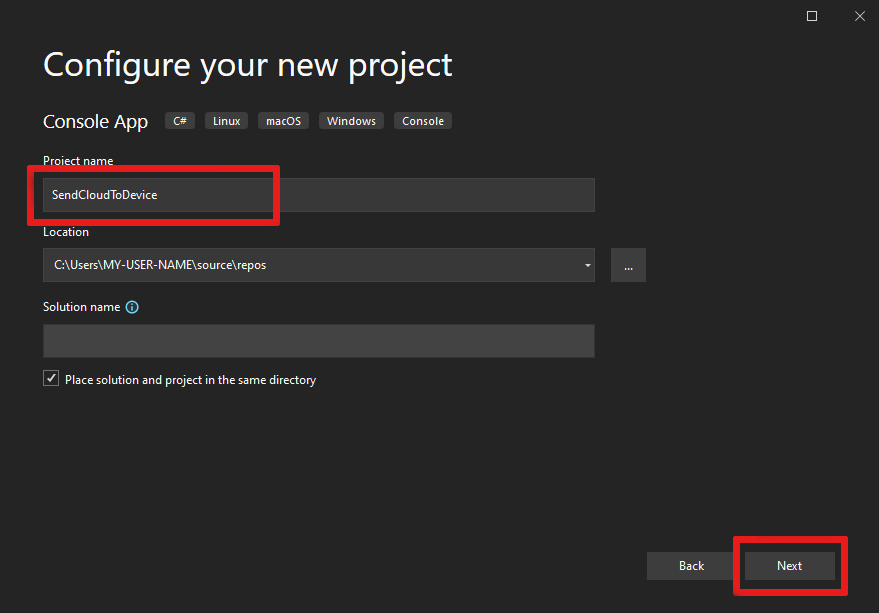 Configure your new project
Console App C# Linux macOS Windows Console
Project name
SendCloudToDevice
Location
C:\Users\MY-USER-NAME\source\repos
...
Solution name
Place solution and project in the same directory
Back Next